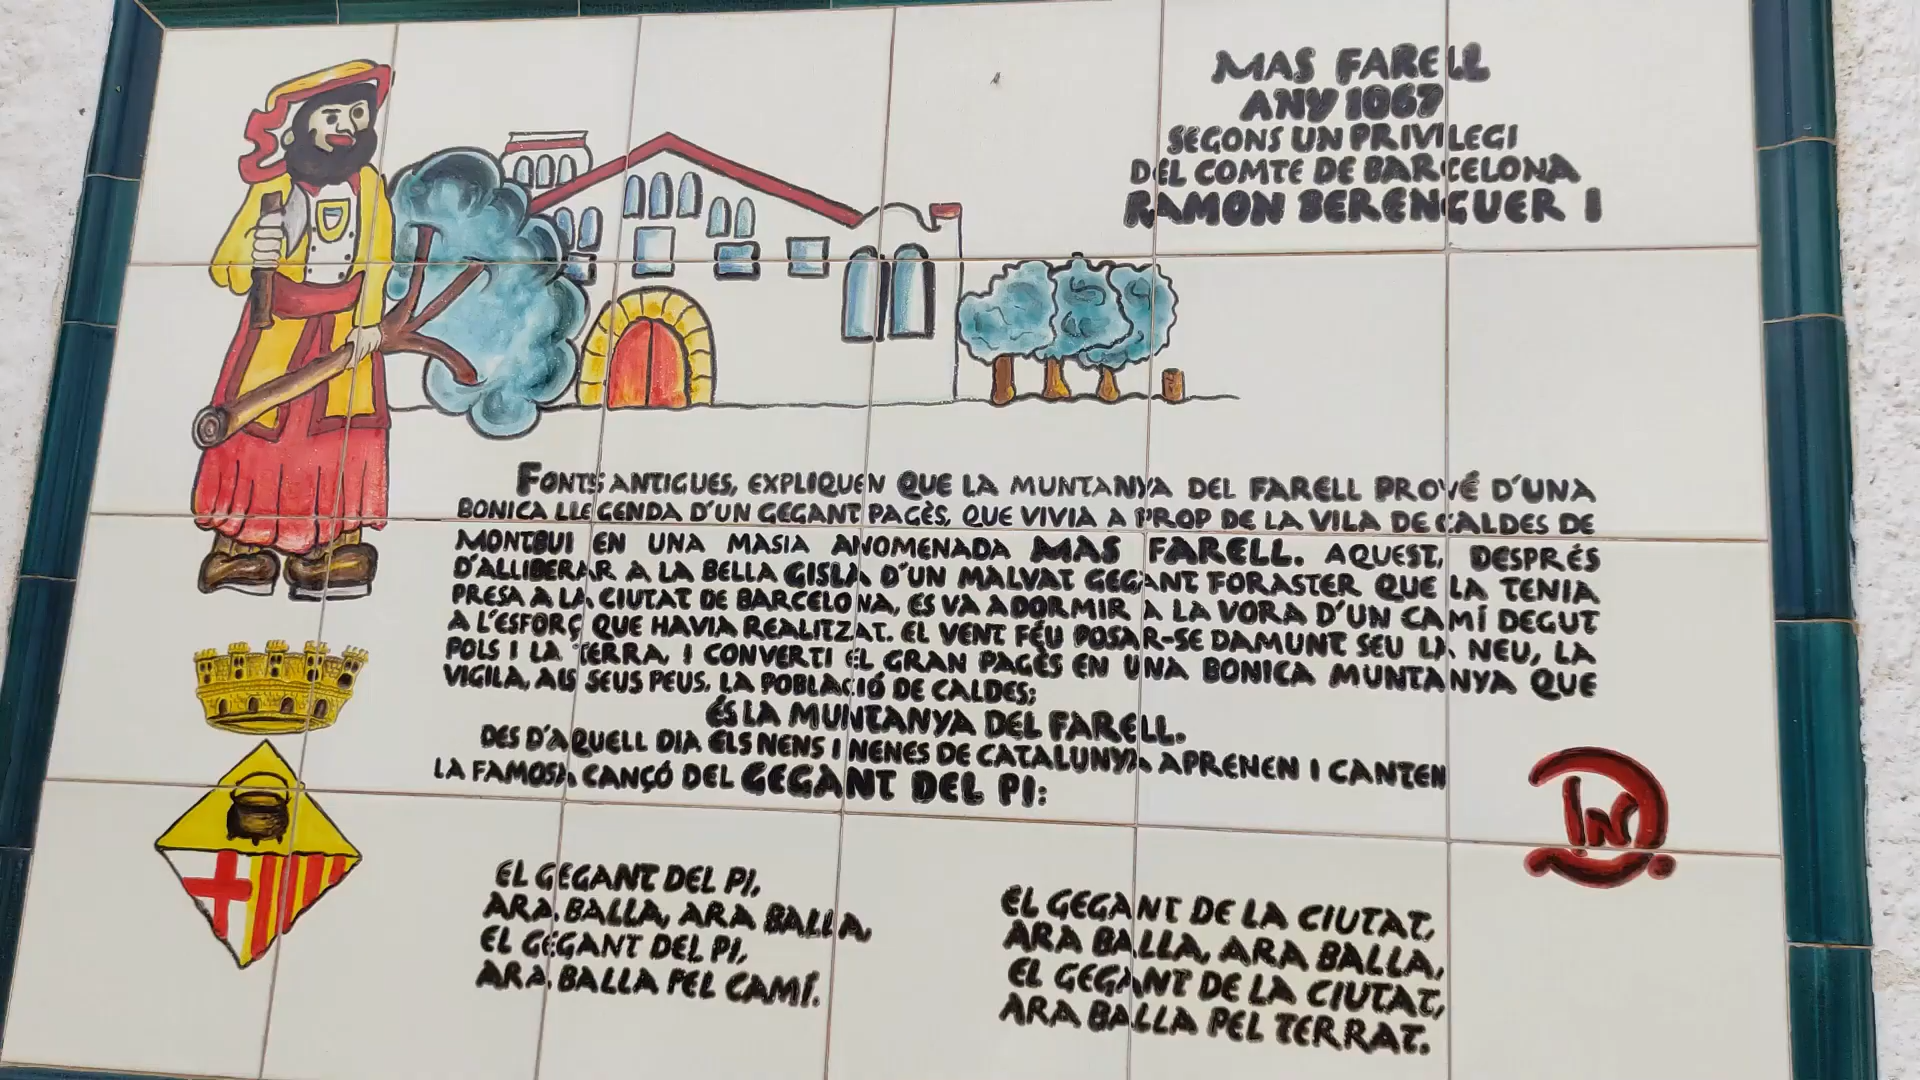 MAS FARELL
ANY 1067
SEGONS UN PRIVILEGI
DEL COMTE DE BARCELONA
RAMON BERENGUER I
FONTS ANTIGUES, EXPLIQUEN QUE LA MUNTANYA DEL FARELL PROVÉ D'UNA
BONICA LLEGENDA D'UN GEGANT PAGÈS, QUE VIVIA A PROP DE LA VILA DE CALDES DE
MONTBUI EN UNA MASIA ANOMENADA MAS FARELL. AQUEST, DESPRÉS
D'ALLIBERAR A LA BELLA GISLA D'UN MALVAT GEGANT FORASTER QUE LA TENIA
PRESA A LA CIUTAT DE BARCELONA, ES VA ADORMIR A LA VORA D'UN CAMÍ DEGUT
A L'ESFORÇ QUE HAVIA REALITZAT. EL VENT FÉU POSAR-SE DAMUNT SEU LA NEU, LA
POLS I LA TERRA, I CONVERTI EL GRAN PAGÈS EN UNA BONICA MUNTANYA QUE
VIGILA, ALS SEUS PEUS, LA POBLACIÓ DE CALDES;
ÉS LA MUNTANYA DEL FARELL.
DES D'AQUELL DIA ELS NENS I NENES DE CATALUNYA APRENEN I CANTEN
LA FAMOSA CANÇÓ DEL GEGANT DEL PI:
EL GEGANT DEL PI,
ARA BALLA, ARA BALLA,
EL GEGANT DEL PI,
ARA BALLA PEL CAMÍ.
EL GEGANT DE LA CIUTAT,
ARA BALLA, ARA BALLA,
EL GEGANT DE LA CIUTAT,
ARA BALLA PEL TERRAT.